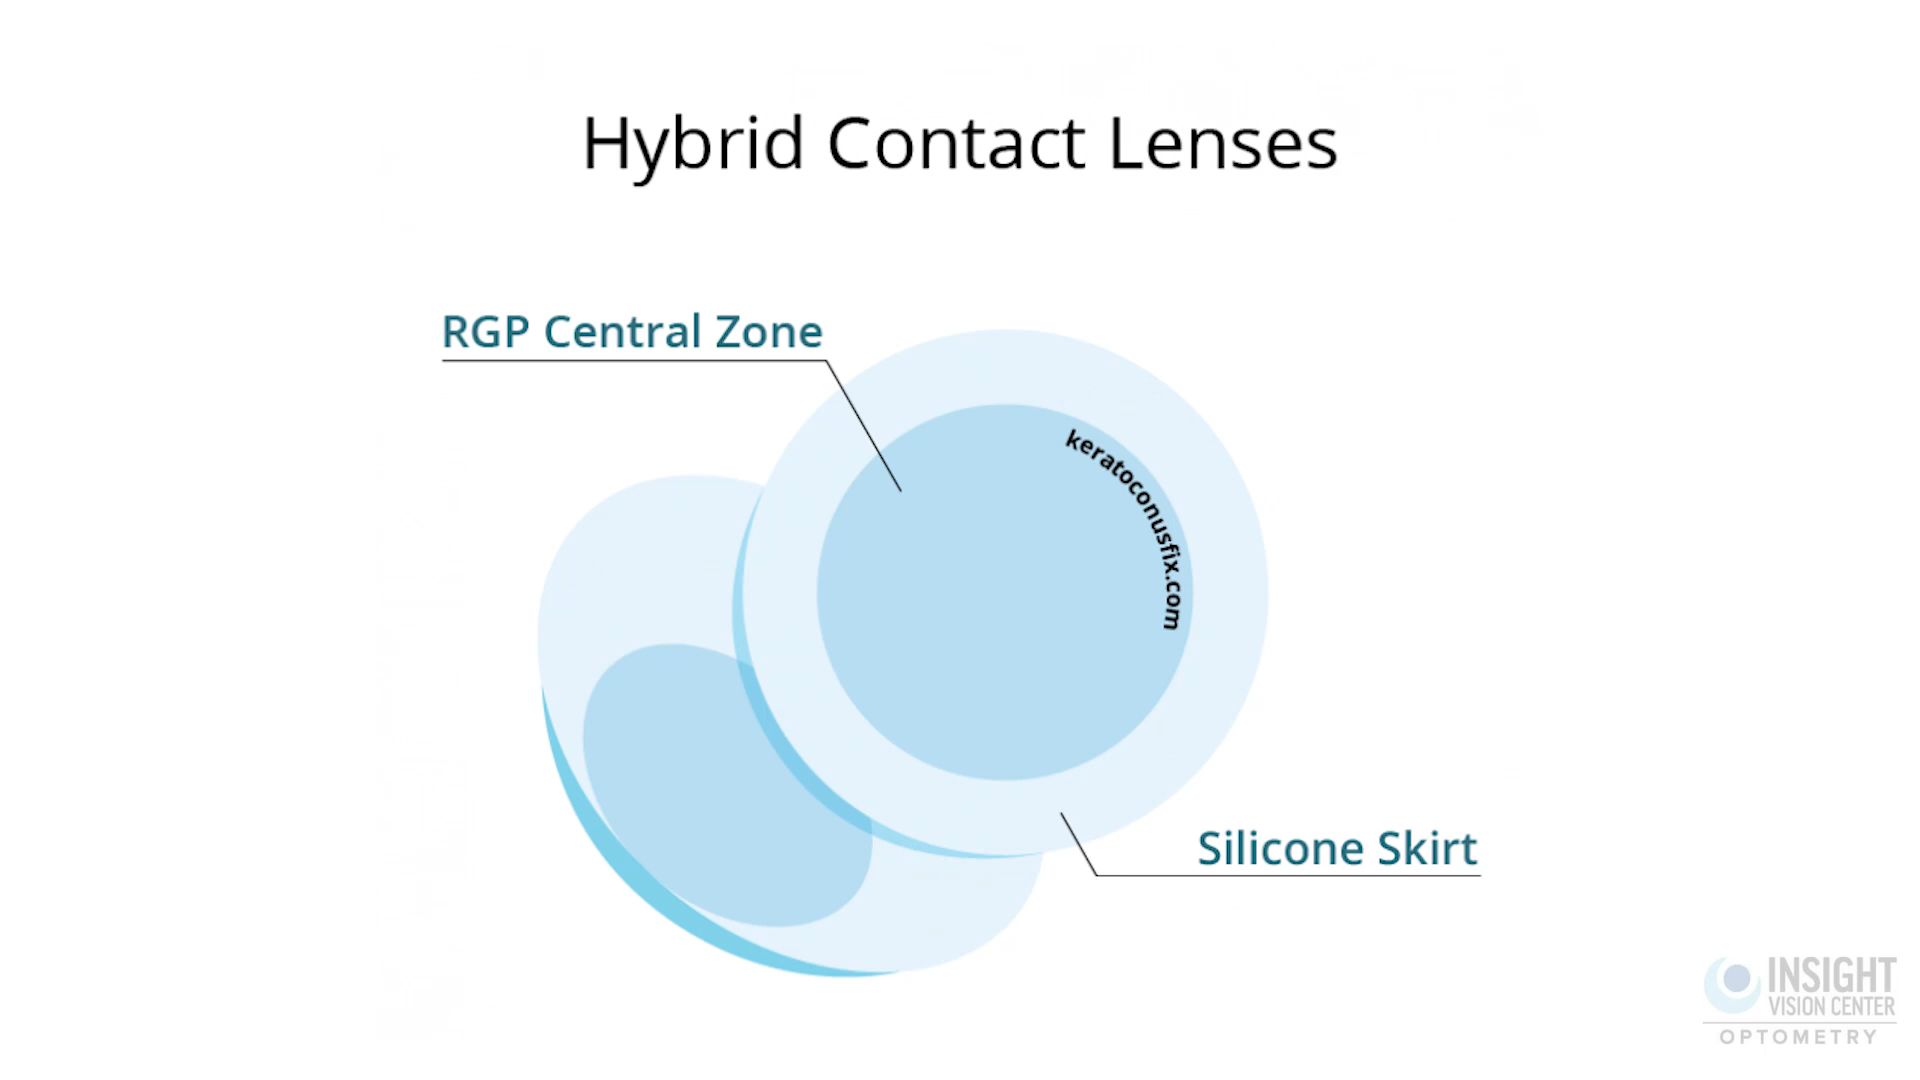 Hybrid Contact Lenses
RGP Central Zone
keratoconusfix.com
Silicone Skirt
INSIGHT
VISION CENTER
OPTOMETRY